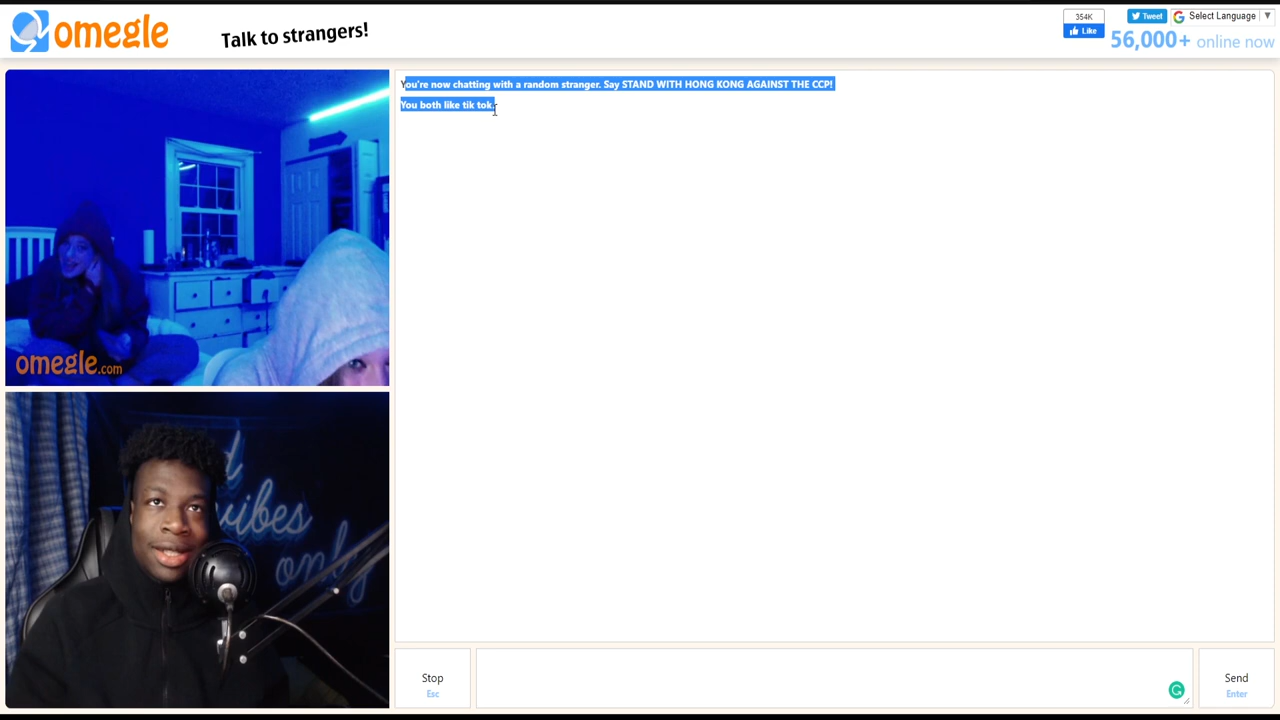 omegle
Talk to strangers!
354K
Like
Tweet
Select Language
56,000+ online now
You're now chatting with a random stranger. Say STAND WITH HONG KONG AGAINST THE CCP!
You both like tik tok.
omegle.com
vibes
only
Stop
Esc
Send
Enter